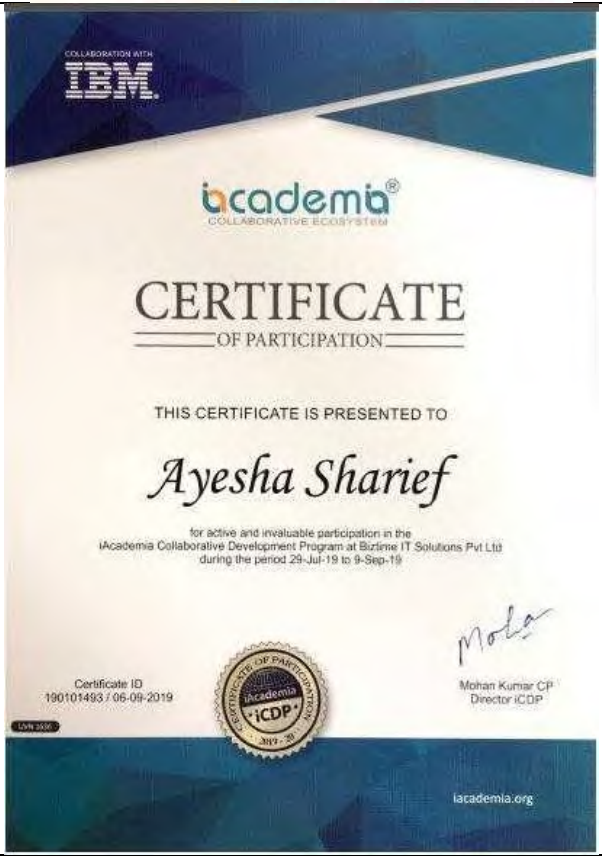 COLLABORATION WITH
IBM.
iacademia®
COLLABORATIVE ECOSYSTEM
CERTIFICATE
OF PARTICIPATION
THIS CERTIFICATE IS PRESENTED TO
Ayesha Sharief
for active and invaluable participation in the
iAcademia Collaborative Development Program at Biztime IT Solutions Pvt Ltd
during the period 29-Jul-19 to 9-Sep-19
Moha
Certificate ID
190101493 / 06-09-2019
Mohan Kumar CP
Director iCDP
CERTIFICATE OF PARTICIPATION
iAcademia
iCDP
2019 - 20
iacademia.org